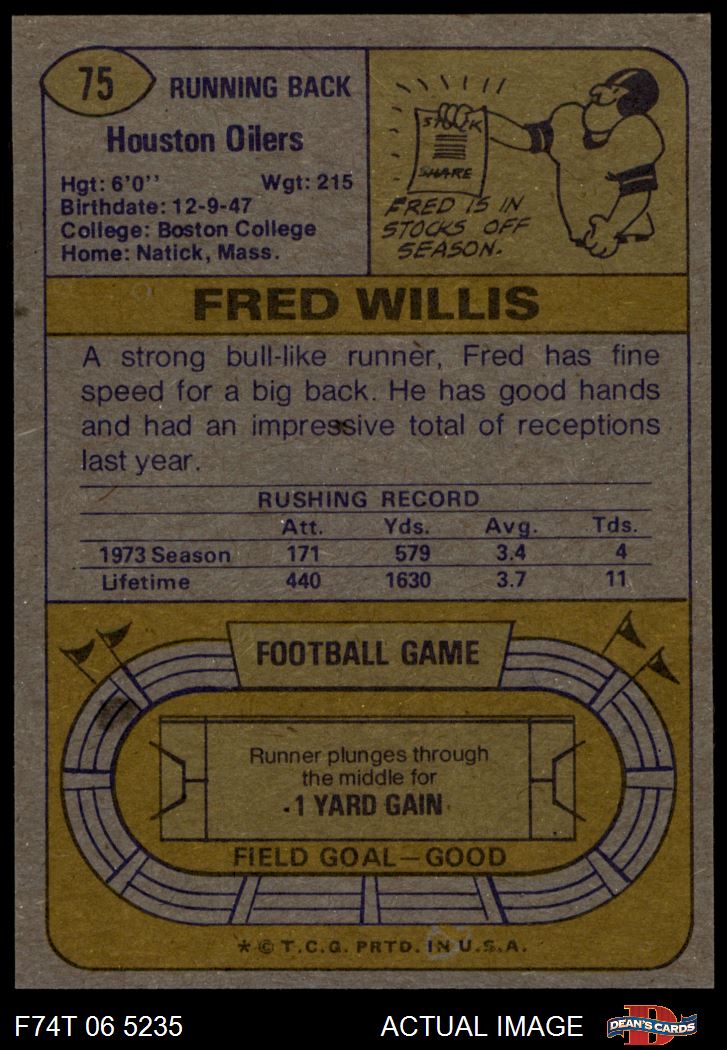 75
RUNNING BACK
Houston Oilers
Hgt: 6'0'' Wgt: 215
Birthdate: 12-9-47
College: Boston College
Home: Natick, Mass.
STOCK
SHARE
FRED IS IN
STOCKS OFF
SEASON.
FRED WILLIS
A strong bull-like runner, Fred has fine
speed for a big back. He has good hands
and had an impressive total of receptions
last year.
RUSHING RECORD
Att. Yds. Avg. Tds.
1973 Season 171 579 3.4 4
Lifetime 440 1630 3.7 11
FOOTBALL GAME
Runner plunges through
the middle for
1 YARD GAIN
FIELD GOAL—GOOD
* © T.C.G. PRTD. IN U.S.A.
F74T 06 5235
ACTUAL IMAGE
D
DEAN'S CARDS